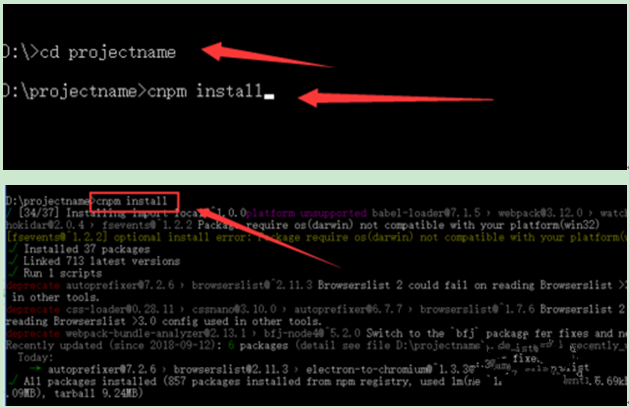 D:\>cd projectname
D:\projectname>cnpm install
D:\projectname>cnpm install
/ [34/37] Installing import-local@^1.0.0platform unsupported babel-loader@7.1.5 › webpack@3.12.0 › watch
hokidar@2.0.4 › fsevents@^1.2.2 Package require os(darwin) not compatible with your platform(win32)
[fsevents@^1.2.2] optional install error: Package require os(darwin) not compatible with your platform(w
√ Installed 37 packages
√ Linked 713 latest versions
√ Run 1 scripts
deprecate autoprefixer@7.2.6 › browserslist@^2.11.3 Browserslist 2 could fail on reading Browserslist >3
in other tools.
deprecate css-loader@0.28.11 › cssnano@3.10.0 › autoprefixer@6.7.7 › browserslist@^1.7.6 Browserslist 2
reading Browserslist >3.0 config used in other tools.
deprecate webpack-bundle-analyzer@2.13.1 › bfj-node4@^5.2.0 Switch to the `bfj` package for fixes and ne
Recently updated (since 2018-09-12): 6 packages (detail see file D:\projectname\
Today:
→ autoprefixer@7.2.6 › browserslist@2.11.3 › electron-to-chromium@^1.3.30
√ All packages installed (857 packages installed from npm registry, used 1m
.09MB), tarball 9.24MB)